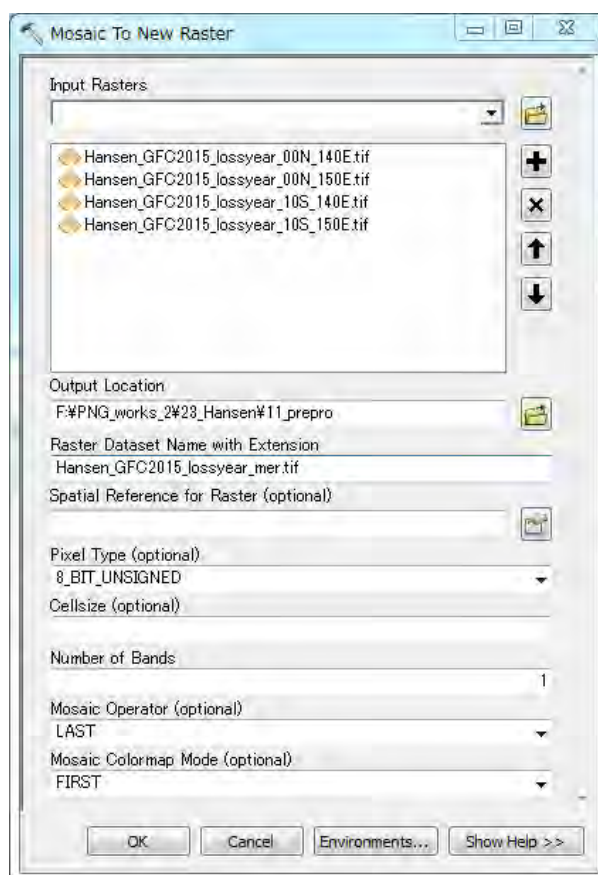 Mosaic To New Raster
Input Rasters
Hansen_GFC2015_lossyear_00N_140E.tif
Hansen_GFC2015_lossyear_00N_150E.tif
Hansen_GFC2015_lossyear_10S_140E.tif
Hansen_GFC2015_lossyear_10S_150E.tif
Output Location
F:¥PNG_works_2¥23_Hansen¥11_prepro
Raster Dataset Name with Extension
Hansen_GFC2015_lossyear_mer.tif
Spatial Reference for Raster (optional)
Pixel Type (optional)
8_BIT_UNSIGNED
Cellsize (optional)
Number of Bands
1
Mosaic Operator (optional)
LAST
Mosaic Colormap Mode (optional)
FIRST
OK Cancel Environments... Show Help >>